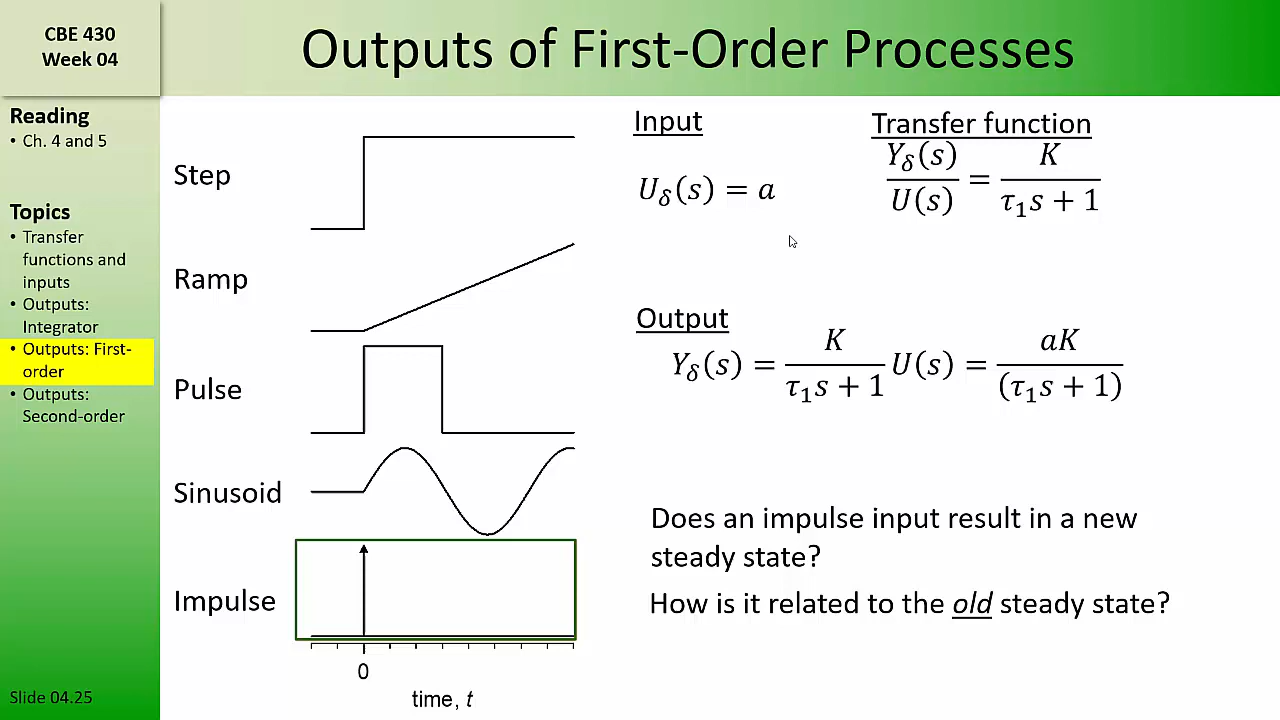 CBE 430
Week 04
Outputs of First-Order Processes
Reading
• Ch. 4 and 5
Topics
• Transfer
functions and
inputs
• Outputs:
Integrator
• Outputs: First-
order
• Outputs:
Second-order
Slide 04.25
Step
Ramp
Pulse
Sinusoid
Impulse
0
time, t
Input
U_δ(s) = a
Transfer function
Y_δ(s)/U(s) = K/(τ₁s + 1)
Output
Y_δ(s) = K/(τ₁s + 1) U(s) = aK/(τ₁s + 1)
Does an impulse input result in a new
steady state?
How is it related to the old steady state?